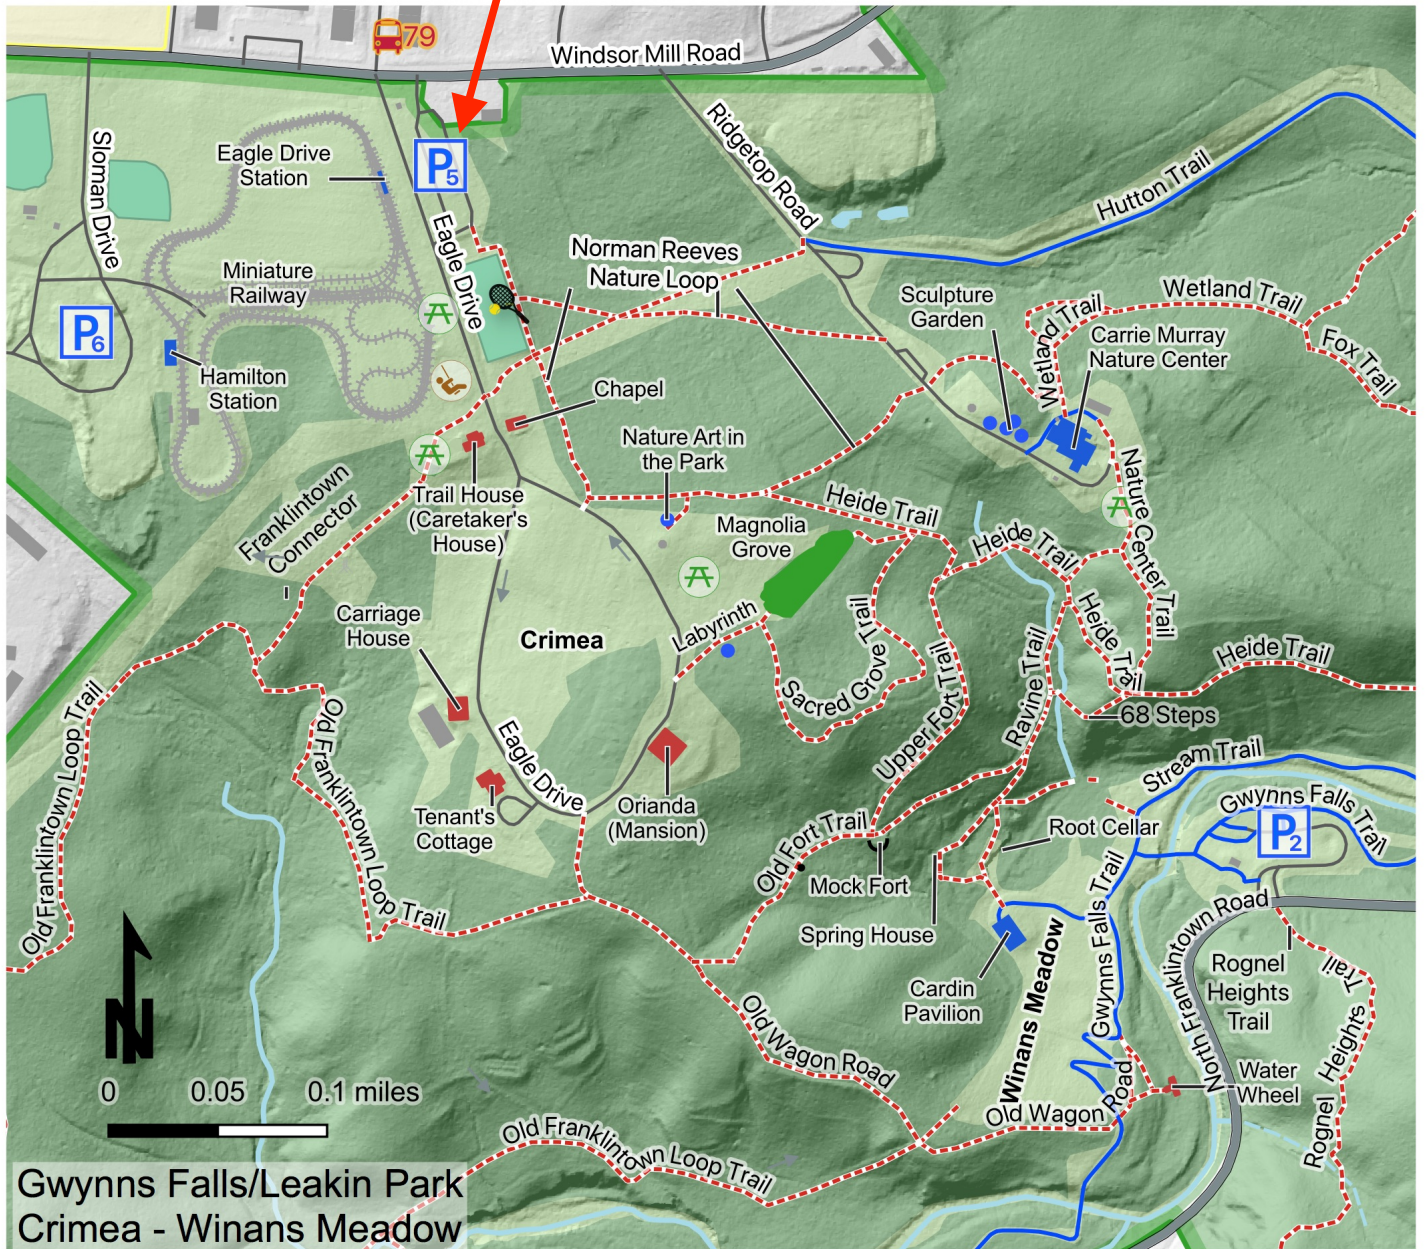 79
Windsor Mill Road
Sloman Drive
Eagle Drive
Station
P5
Ridgetop Road
Hutton Trail
Eagle Drive
Norman Reeves
Nature Loop
Miniature
Railway
P6
Hamilton
Station
Sculpture
Garden
Wetland Trail
Wetland Trail
Wetland Trail
Carrie Murray
Nature Center
Fox Trail
Chapel
Nature Art in
the Park
Franklintown
Connector
Trail House
(Caretaker's
House)
Heide Trail
Magnolia
Grove
Heide Trail
Nature Center Trail
Carriage
House
Crimea
Labyrinth
Sacred Grove Trail
Upper Fort Trail
Ravine Trail
Heide Trail
Heide Trail
68 Steps
Old Franklintown Loop Trail
Old Franklintown Loop Trail
Eagle Drive
Tenant's
Cottage
Orianda
(Mansion)
Old Fort Trail
Mock Fort
Spring House
Root Cellar
Stream Trail
Gwynns Falls Trail
P2
Gwynns Falls Trail
Cardin
Pavilion
Winans Meadow
North Franklintown Road
Rognel
Heights
Trail
Rognel Heights Trail
N
Old Wagon Road
Old Wagon Road
Water
Wheel
0 0.05 0.1 miles
Old Franklintown Loop Trail
Gwynns Falls/Leakin Park
Crimea - Winans Meadow